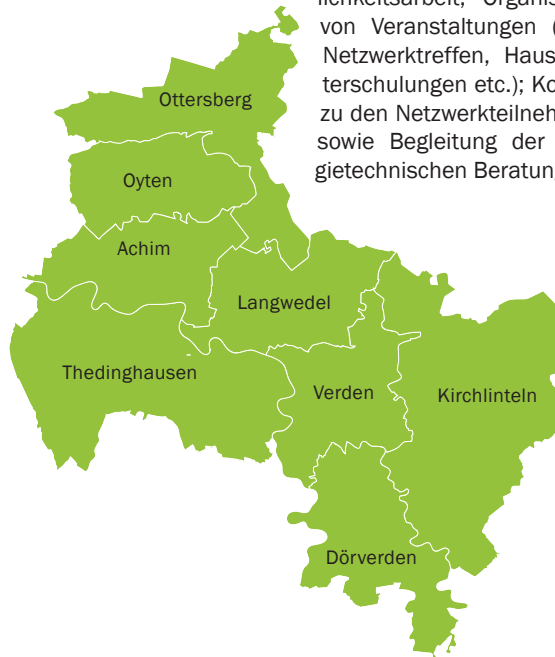 lichkeitsarbeit, Organis
von Veranstaltungen (
Netzwerktreffen, Haus
terschulungen etc.); Ko
zu den Netzwerkteilneh
sowie Begleitung der
gietechnischen Beratun
Ottersberg
Oyten
Achim
Langwedel
Thedinghausen
Verden
Kirchlinteln
Dörverden